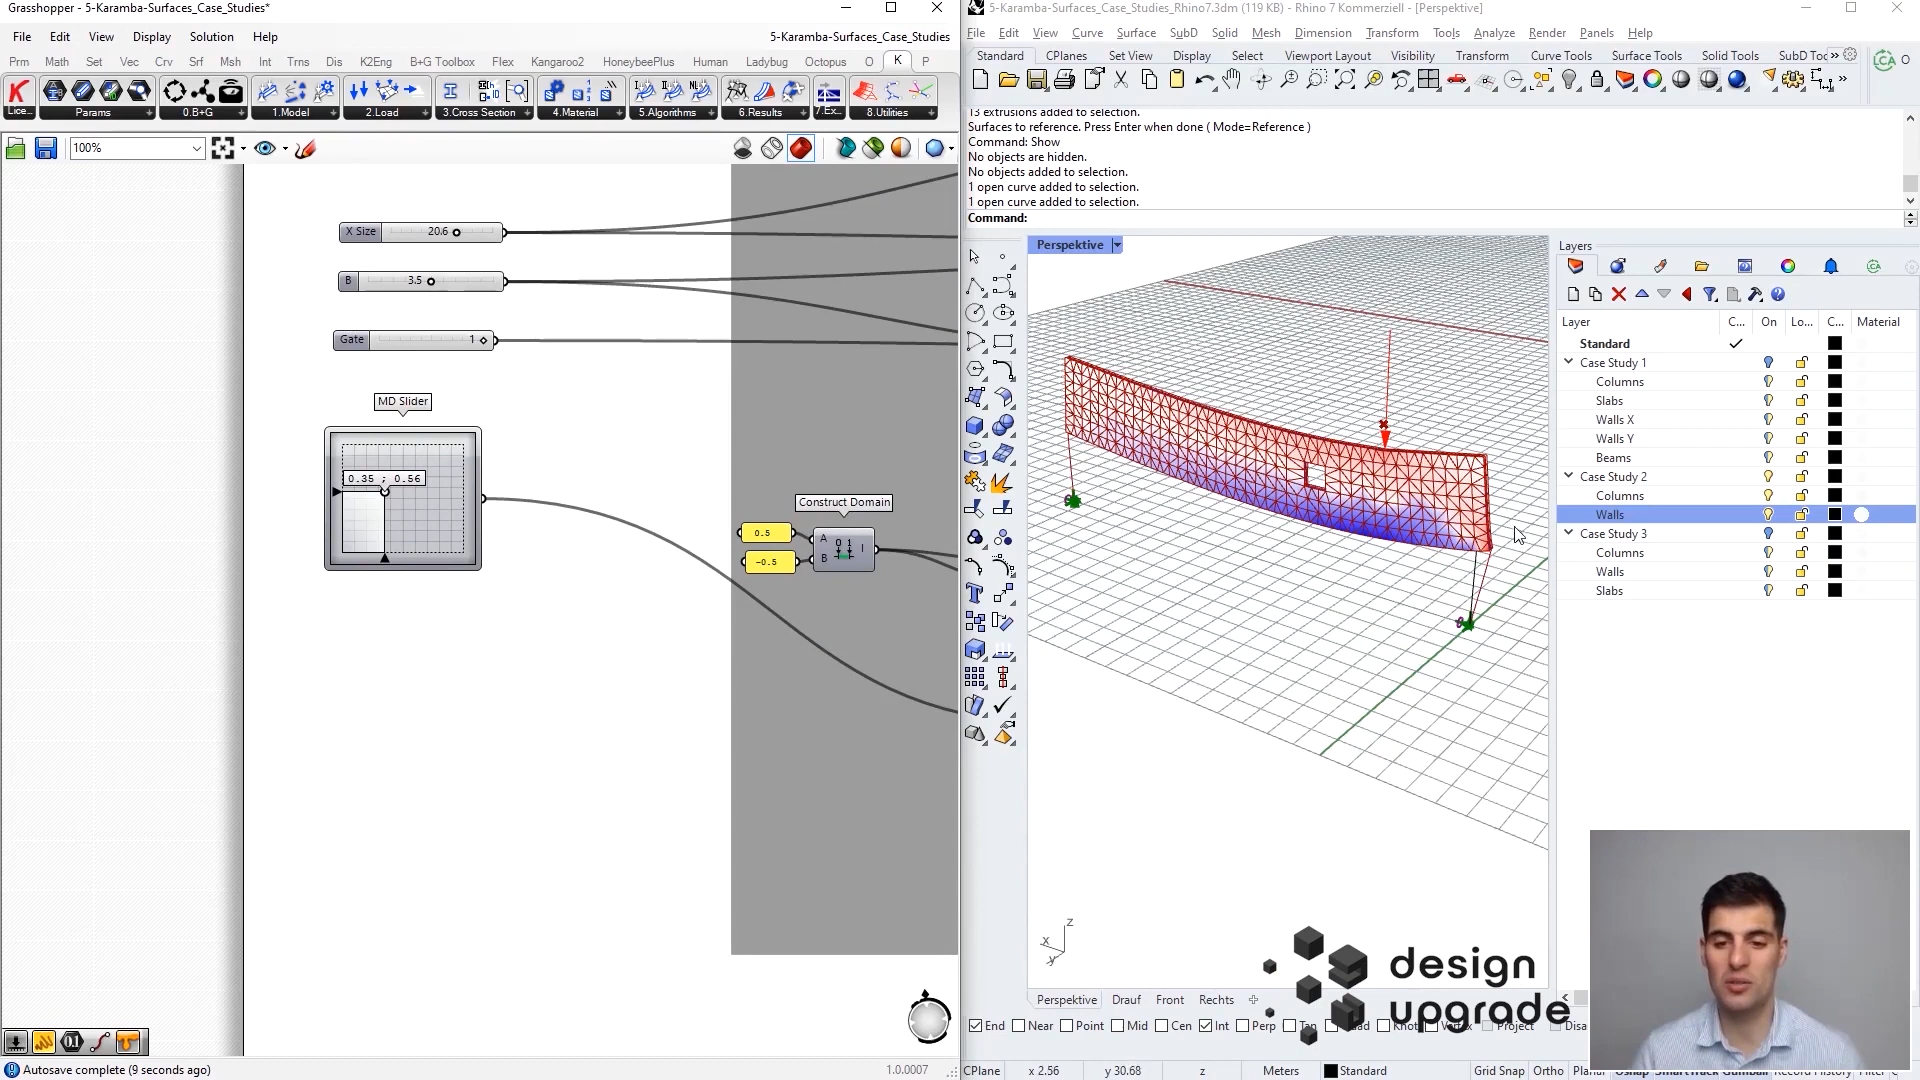 Grasshopper - 5-Karamba-Surfaces_Case_Studies*
File Edit View Display Solution Help
5-Karamba-Surfaces_Case_Studies
Prm Math Set Vec Crv Srf Msh Int Trns Dis K2Eng B+G Toolbox Flex Kangaroo2 HoneybeePlus Human Ladybug Octopus O K P
Lice... Params 0.B+G 1.Model 2.Load 3.Cross Section 4.Material 5.Algorithms 6.Results 7.Ex... 8.Utilities
100%
X Size 20.6
B 3.5
Gate 1
MD Slider
0.35 ; 0.56
Construct Domain
0.5
-0.5
A
B
0 1
I
Autosave complete (9 seconds ago)
1.0.0007
5-Karamba-Surfaces_Case_Studies_Rhino7.3dm (119 KB) - Rhino 7 Kommerziell - [Perspektive]
File Edit View Curve Surface SubD Solid Mesh Dimension Transform Tools Analyze Render Panels Help
Standard CPlanes Set View Display Select Viewport Layout Visibility Transform Curve Tools Surface Tools Solid Tools SubD Toc
13 extrusions added to selection.
Surfaces to reference. Press Enter when done ( Mode=Reference )
Command: Show
No objects are hidden.
No objects added to selection.
1 open curve added to selection.
1 open curve added to selection.
Command:
Perspektive
z
x
y
Perspektive Drauf Front Rechts
End Near Point Mid Cen Int Perp Project Disa
CPlane x 2.56 y 30.68 z Meters Standard Grid Snap Ortho
Layers
Layer C... On Lo... C... Material
Standard
Case Study 1
Columns
Slabs
Walls X
Walls Y
Beams
Case Study 2
Columns
Walls
Case Study 3
Columns
Walls
Slabs
design
upgrade